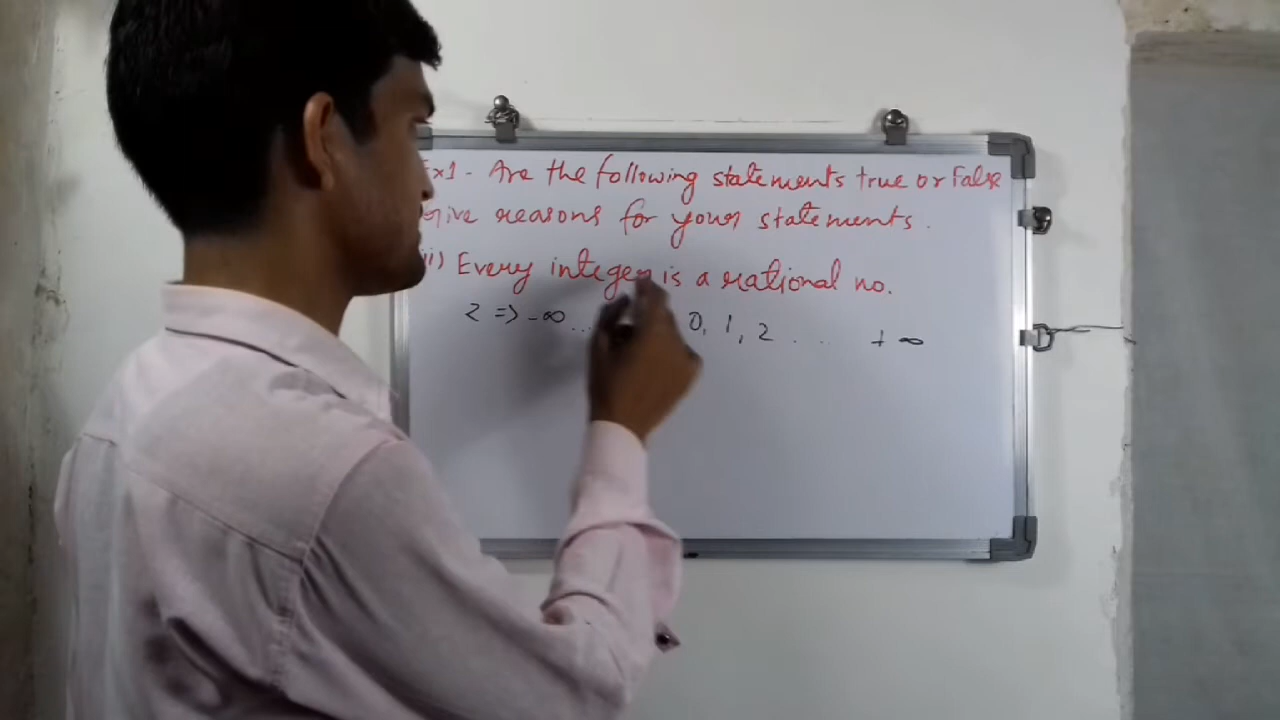 Ex1. Are the following statements true or False
Give reasons for your statements.
ii) Every integer is a rational no.
Z => -∞ ... 0, 1, 2 .... +∞